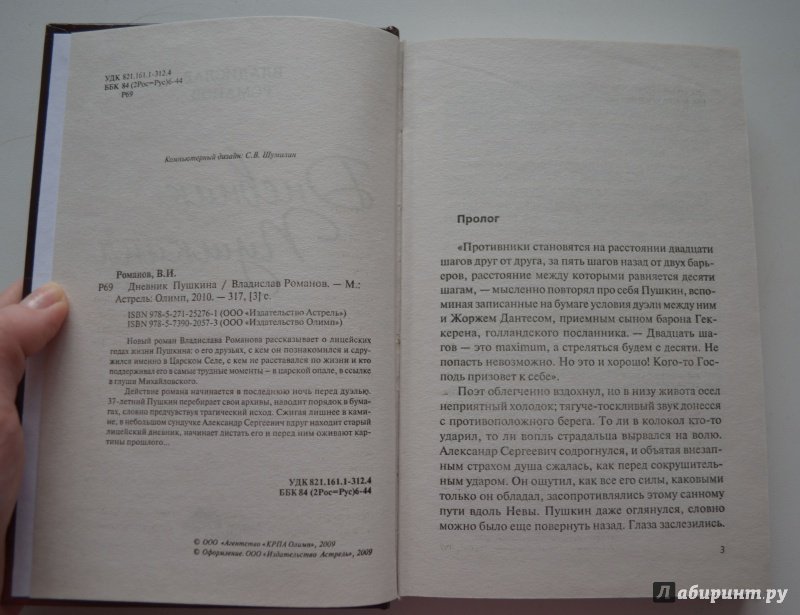 УДК 821.161.1-312.4
ББК 84 (2Рос=Рус)6-44
Р69
Компьютерный дизайн: С.В. Шумилин
Дневник
Пушкина
Романов, В.И.
Р69 Дневник Пушкина / Владислав Романов. — М.:
Астрель: Олимп, 2010. — 317, [3] с.
ISBN 978-5-271-25276-1 (ООО «Издательство Астрель»)
ISBN 978-5-7390-2057-3 (ООО «Издательство Олимп»)
Новый роман Владислава Романова рассказывает о лицейских
годах жизни Пушкина: о его друзьях, с кем он познакомился и сдру-
жился именно в Царском Селе, с кем не расставался по жизни и кто
поддерживал его в самые трудные моменты – в царской опале, в ссылке
в глуши Михайловского.
Действие романа начинается в последнюю ночь перед дуэлью.
37-летний Пушкин перебирает свои архивы, наводит порядок в бума-
гах, словно предчувствуя трагический исход. Сжигая лишнее в ками-
не, в небольшом сундучке Александр Сергеевич вдруг находит старый
лицейский дневник, начинает листать его и перед ним оживают кар-
тины прошлого...
УДК 821.161.1-312.4
ББК 84 (2Рос=Рус)6-44
© ООО «Агентство «КРПА Олимп», 2009
© Оформление. ООО «Издательство Астрель», 2009
Пролог
«Противники становятся на расстоянии двадцати
шагов друг от друга, за пять шагов назад от двух барь-
еров, расстояние между которыми равняется десяти
шагам, — мысленно повторял про себя Пушкин, вспо-
миная записанные на бумаге условия дуэли между ним
и Жоржем Дантесом, приемным сыном барона Гек-
керена, голландского посланника. — Двадцать шагов
— это maximum, а стреляться будем с десяти. Не
попасть невозможно. Но это и хорошо! Кого-то Гос-
подь призовет к себе».
Поэт облегченно вздохнул, но в низу живота осел
неприятный холодок; тягуче-тоскливый звук донесся
с противоположного берега. То ли в колокол кто-то
ударил, то ли вопль страдальца вырвался на волю.
Александр Сергеевич содрогнулся, и объятая внезап-
ным страхом душа сжалась, как перед сокрушитель-
ным ударом. Он ощутил, как все его силы, каковыми
только он обладал, засопротивлялись этому санному
пути вдоль Невы. Пушкин даже оглянулся, словно
можно было еще повернуть назад. Глаза заслезились.
3
Лабиринт.ру